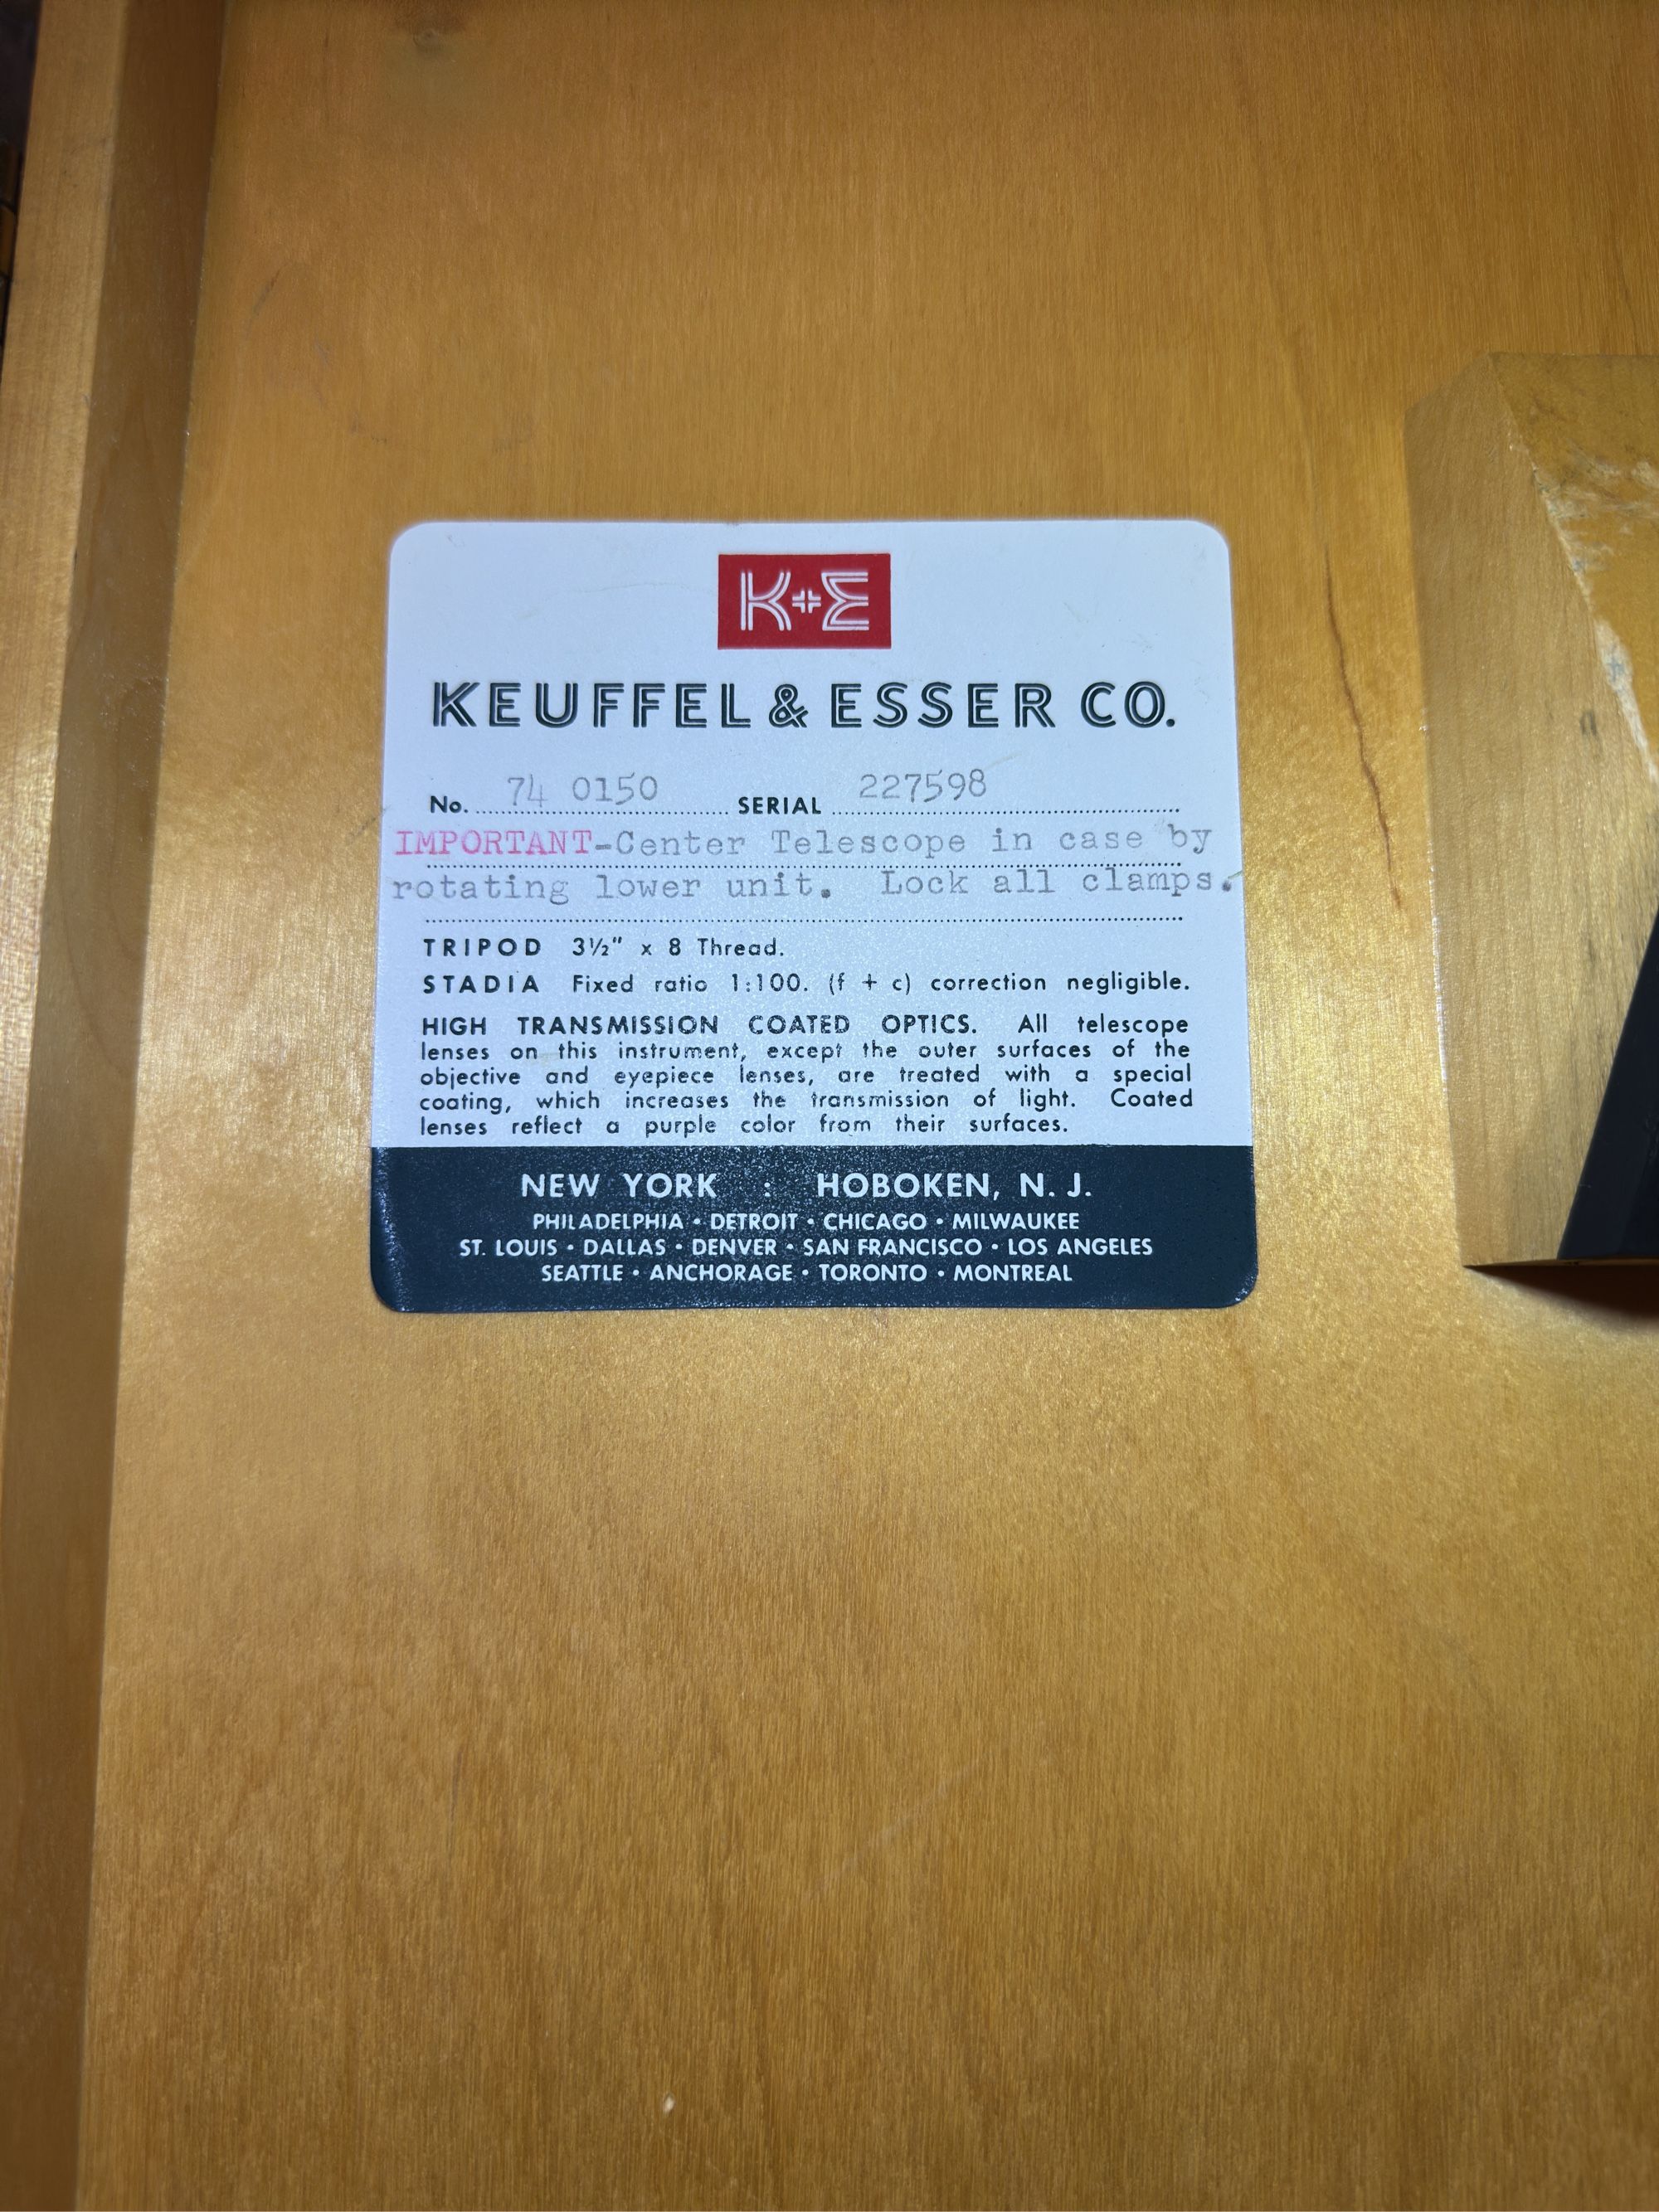 K+E
KEUFFEL & ESSER CO.
No. 74 0150 SERIAL 227598
IMPORTANT-Center Telescope in case by
rotating lower unit. Lock all clamps.
TRIPOD 3½" x 8 Thread.
STADIA Fixed ratio 1:100. (f + c) correction negligible.
HIGH TRANSMISSION COATED OPTICS. All telescope
lenses on this instrument, except the outer surfaces of the
objective and eyepiece lenses, are treated with a special
coating, which increases the transmission of light. Coated
lenses reflect a purple color from their surfaces.
NEW YORK : HOBOKEN, N. J.
PHILADELPHIA • DETROIT • CHICAGO • MILWAUKEE
ST. LOUIS • DALLAS • DENVER • SAN FRANCISCO • LOS ANGELES
SEATTLE • ANCHORAGE • TORONTO • MONTREAL